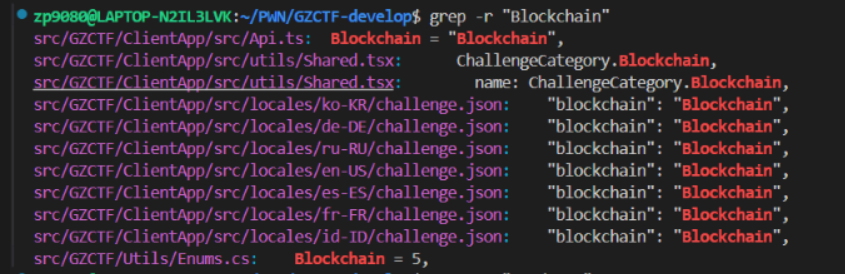 zp9080@LAPTOP-N2IL3LVK:~/PWN/GZCTF-develop$ grep -r "Blockchain"
src/GZCTF/ClientApp/src/Api.ts:  Blockchain = "Blockchain",
src/GZCTF/ClientApp/src/utils/Shared.tsx:      ChallengeCategory.Blockchain,
src/GZCTF/ClientApp/src/utils/Shared.tsx:        name: ChallengeCategory.Blockchain,
src/GZCTF/ClientApp/src/locales/ko-KR/challenge.json:    "blockchain": "Blockchain",
src/GZCTF/ClientApp/src/locales/de-DE/challenge.json:    "blockchain": "Blockchain",
src/GZCTF/ClientApp/src/locales/ru-RU/challenge.json:    "blockchain": "Blockchain",
src/GZCTF/ClientApp/src/locales/en-US/challenge.json:    "blockchain": "Blockchain",
src/GZCTF/ClientApp/src/locales/es-ES/challenge.json:    "blockchain": "Blockchain",
src/GZCTF/ClientApp/src/locales/fr-FR/challenge.json:    "blockchain": "Blockchain",
src/GZCTF/ClientApp/src/locales/id-ID/challenge.json:    "blockchain": "Blockchain",
src/GZCTF/Utils/Enums.cs:    Blockchain = 5,